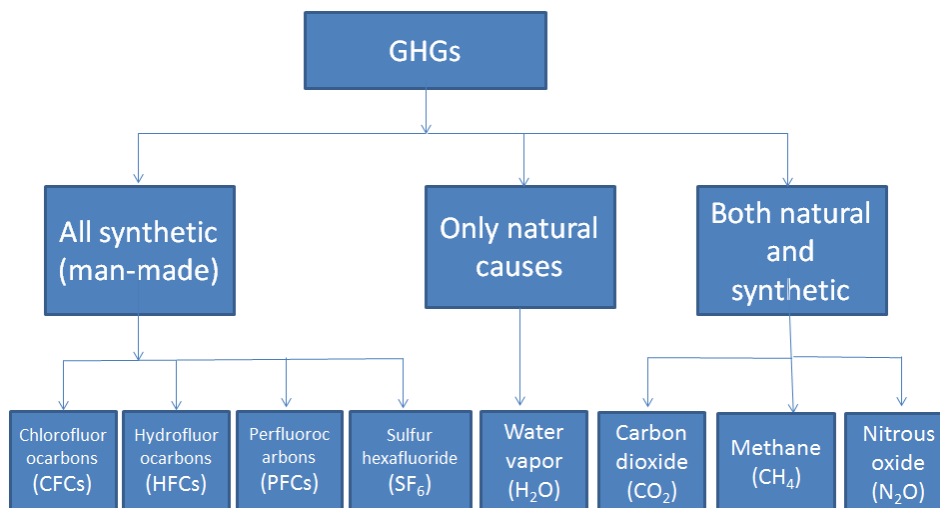 GHGs
All synthetic
(man-made)
Only natural
causes
Both natural
and
synthetic
Chlorofluor
ocarbons
(CFCs)
Hydrofluor
ocarbons
(HFCs)
Perfluoroc
arbons
(PFCs)
Sulfur
hexafluoride
(SF₆)
Water
vapor
(H₂O)
Carbon
dioxide
(CO₂)
Methane
(CH₄)
Nitrous
oxide
(N₂O)